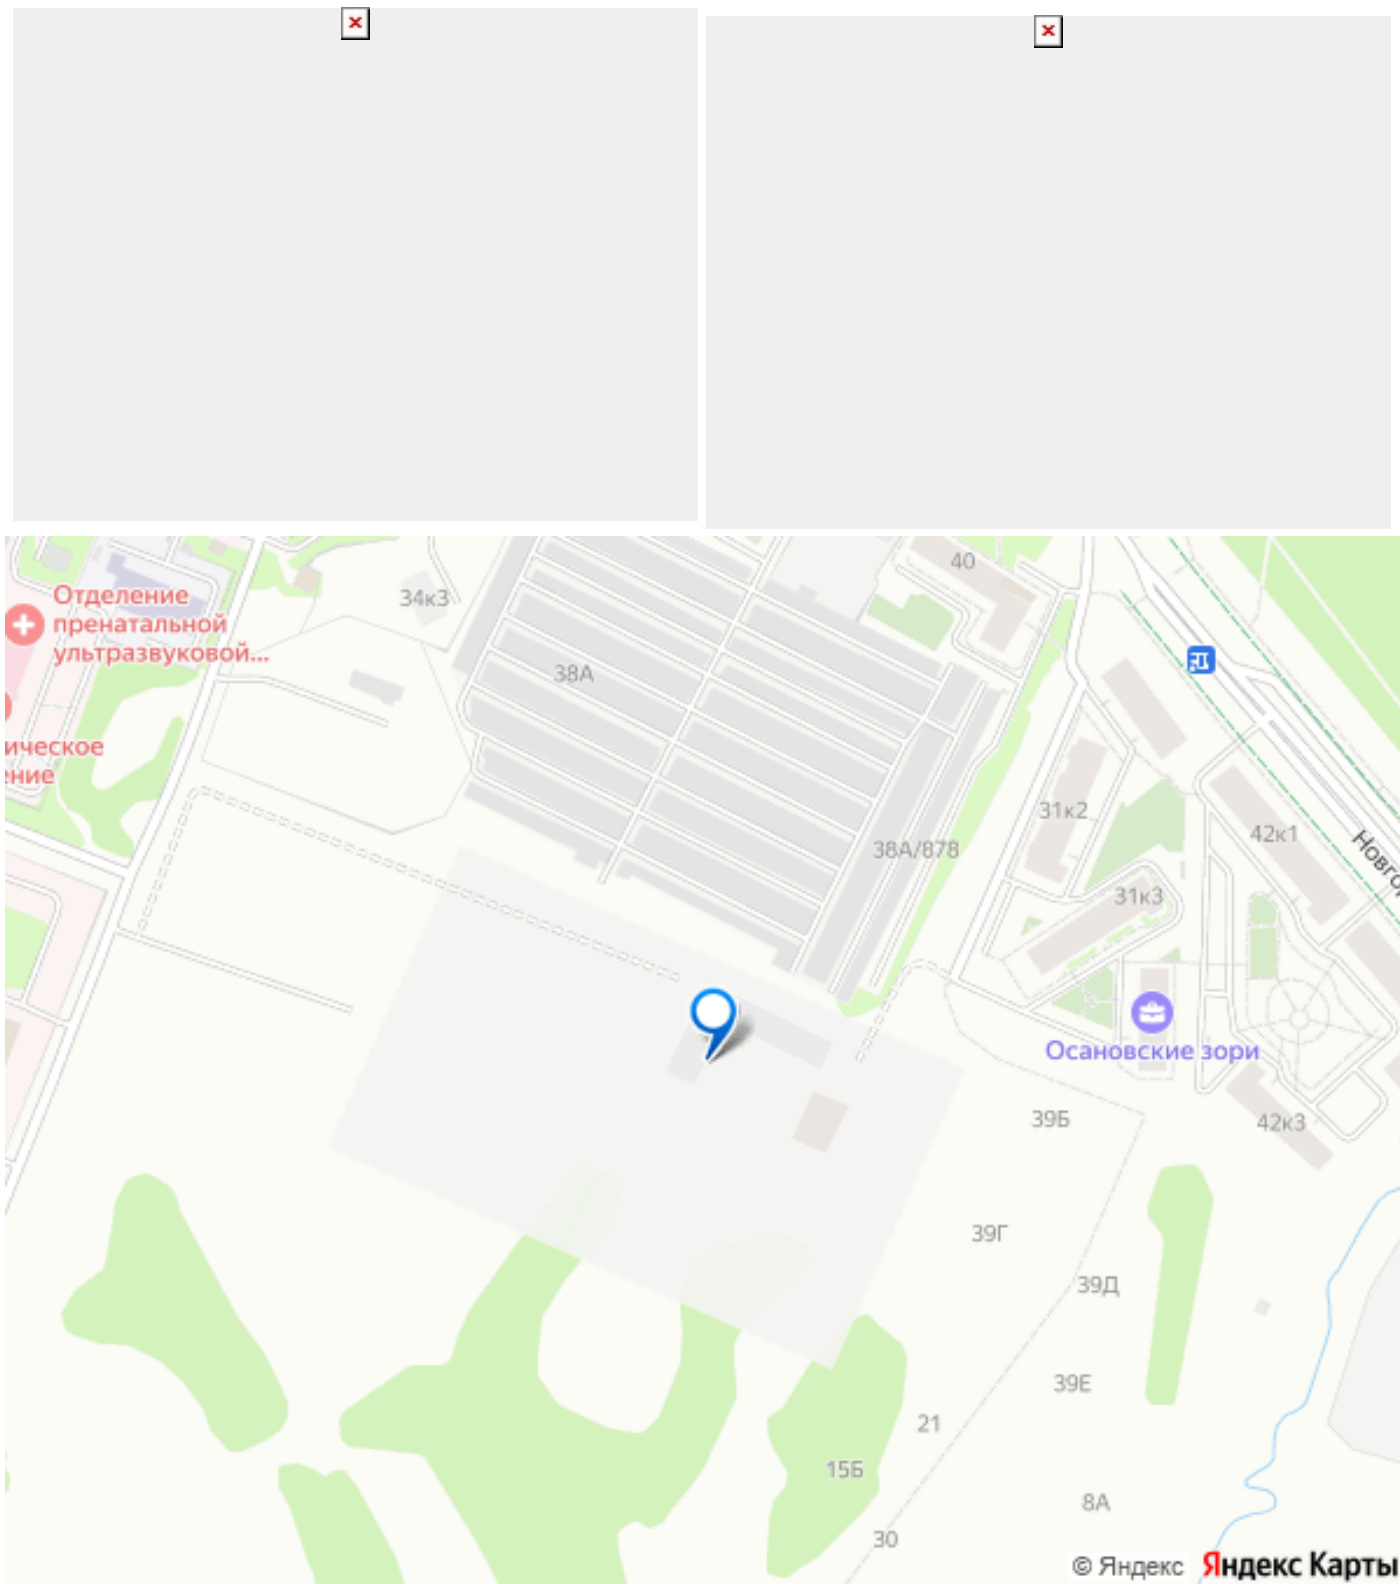 40
Отделение
пренатальной
ультразвуковой...
34к3
38А
ическое
ение
31к2
42к1
38А/878
31к3
Осановские зори
39Б
42к3
39Г
39Д
39Е
21
15Б
8А
30
© Яндекс Яндекс Карты